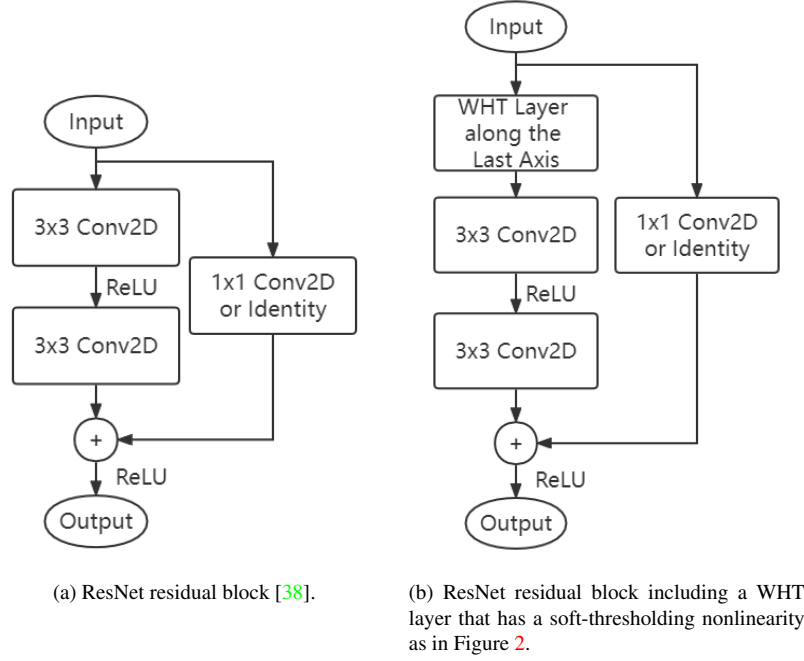 Input
3x3 Conv2D
ReLU
1x1 Conv2D
or Identity
3x3 Conv2D
+
ReLU
Output
(a) ResNet residual block [38].
Input
WHT Layer
along the
Last Axis
3x3 Conv2D
1x1 Conv2D
or Identity
ReLU
3x3 Conv2D
+
ReLU
Output
(b) ResNet residual block including a WHT
layer that has a soft-thresholding nonlinearity
as in Figure 2.